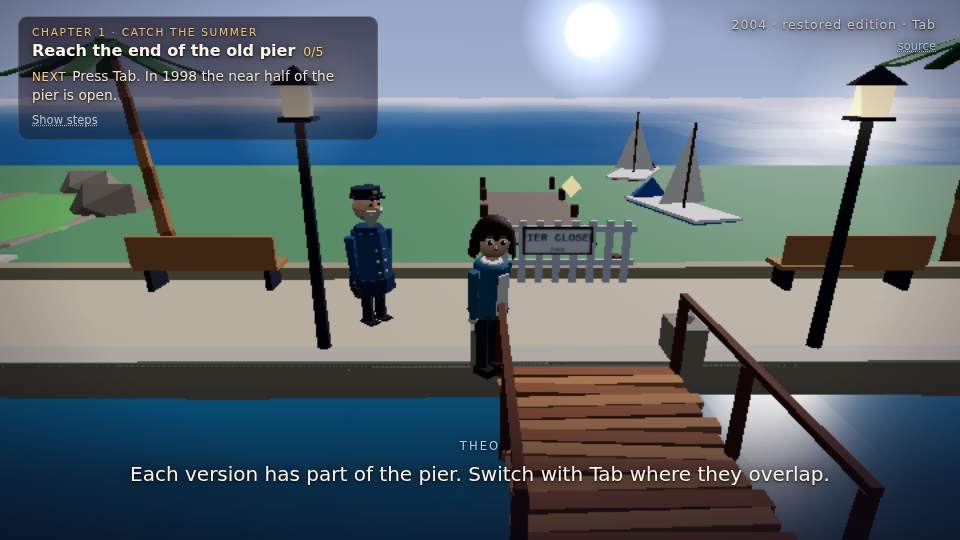 CHAPTER 1 · CATCH THE SUMMER
Reach the end of the old pier 0/5
NEXT Press Tab. In 1998 the near half of the
pier is open.
Show steps
2004 · restored edition · Tab
source
IER CLOSE
THEO
Each version has part of the pier. Switch with Tab where they overlap.